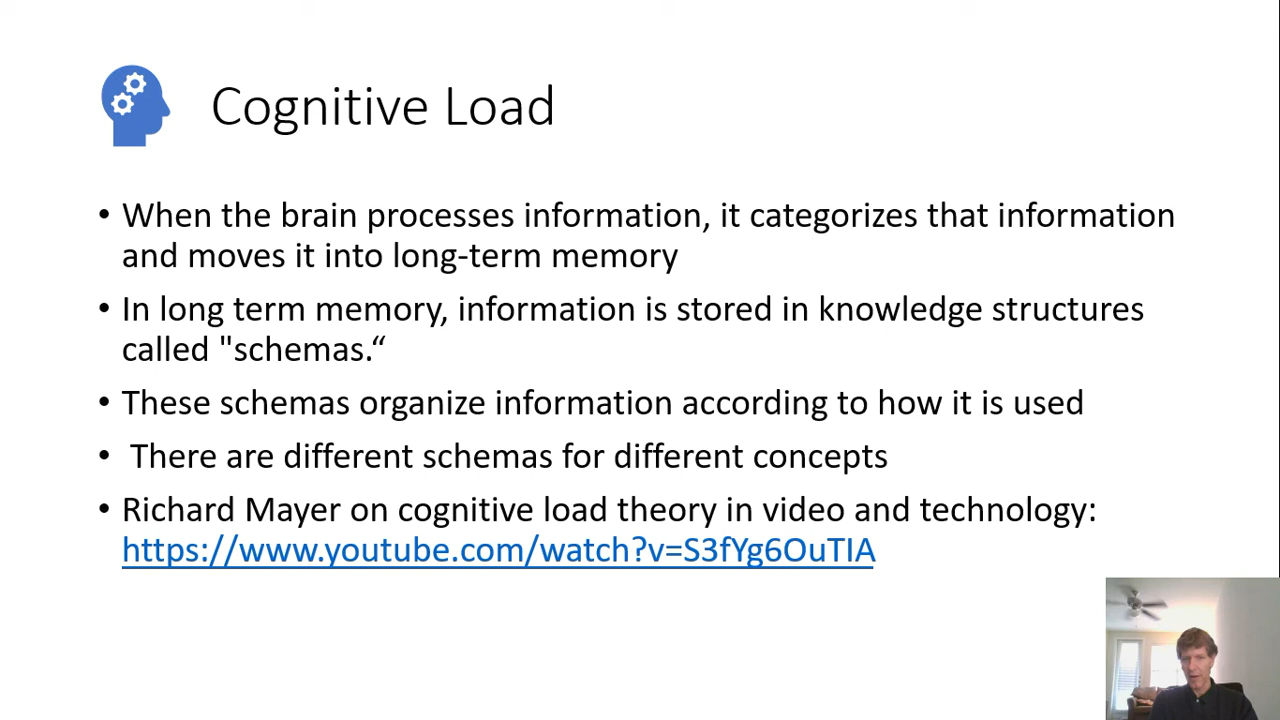 Cognitive Load
• When the brain processes information, it categorizes that information
and moves it into long-term memory
• In long term memory, information is stored in knowledge structures
called "schemas.“
• These schemas organize information according to how it is used
• There are different schemas for different concepts
• Richard Mayer on cognitive load theory in video and technology:
https://www.youtube.com/watch?v=S3fYg6OuTIA